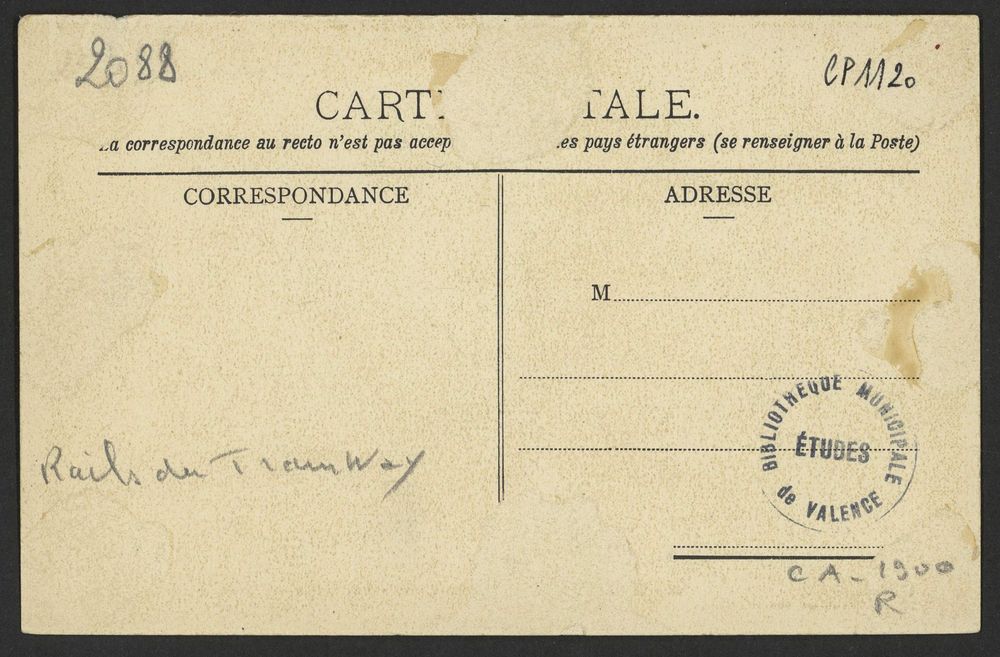 2088
CP1120
CART TALE.
a correspondance au recto n'est pas accep es pays étrangers (se renseigner à la Poste)
CORRESPONDANCE
ADRESSE
M
Rails du TramWay
BIBLIOTHEQUE MUNICIPALE
ÉTUDES
de VALENCE
CA-1900
R